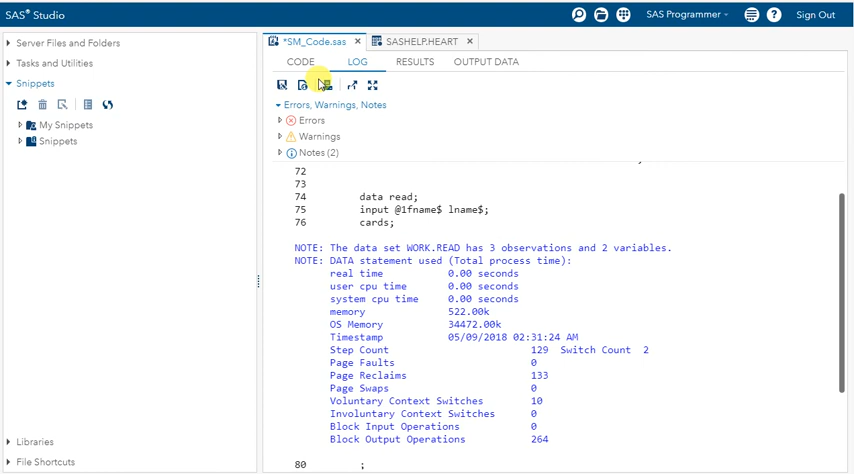 SAS® Studio
SAS Programmer
Sign Out
Server Files and Folders
Tasks and Utilities
Snippets
My Snippets
Snippets
Libraries
File Shortcuts
*SM_Code.sas
SASHELP.HEART
CODE LOG RESULTS OUTPUT DATA
Errors, Warnings, Notes
Errors
Warnings
Notes (2)
72
73
74 data read;
75 input @1fname$ lname$;
76 cards;
NOTE: The data set WORK.READ has 3 observations and 2 variables.
NOTE: DATA statement used (Total process time):
real time 0.00 seconds
user cpu time 0.00 seconds
system cpu time 0.00 seconds
memory 522.00k
OS Memory 34472.00k
Timestamp 05/09/2018 02:31:24 AM
Step Count 129 Switch Count 2
Page Faults 0
Page Reclaims 133
Page Swaps 0
Voluntary Context Switches 10
Involuntary Context Switches 0
Block Input Operations 0
Block Output Operations 264
80 ;